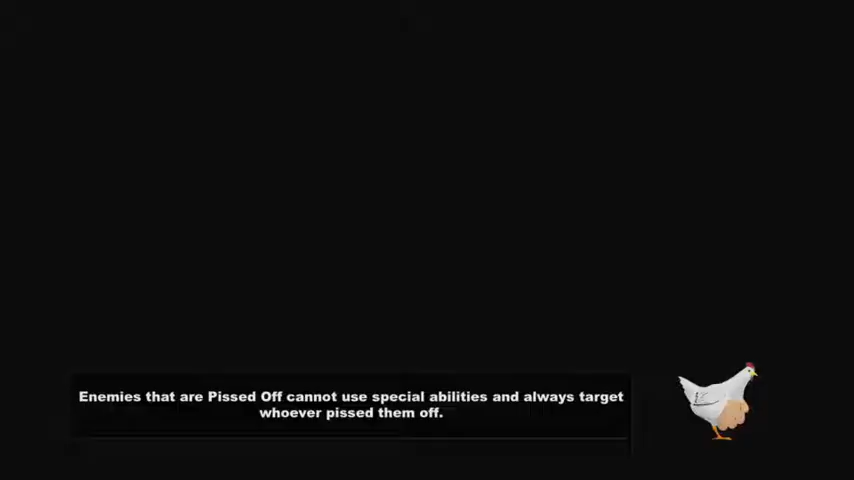 Enemies that are Pissed Off cannot use special abilities and always target
whoever pissed them off.